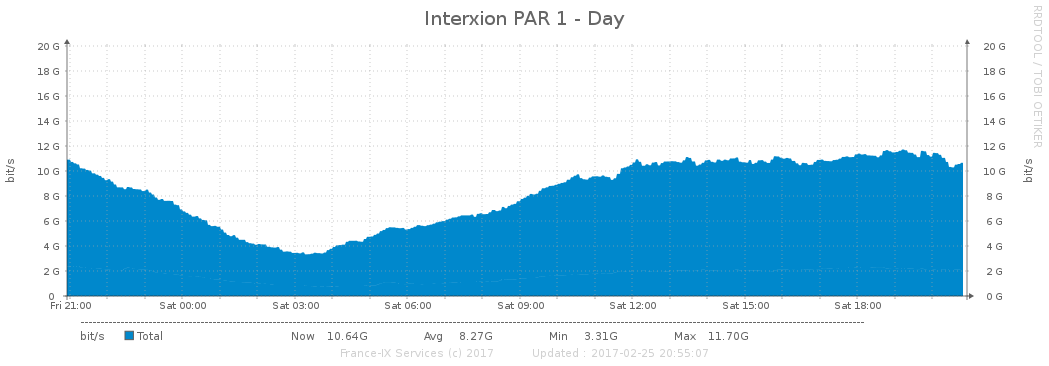 Interxion PAR 1 - Day
RRDTOOL / TOBI OETIKER
bit/s
bit/s
20 G 20 G
18 G 18 G
16 G 16 G
14 G 14 G
12 G 12 G
10 G 10 G
8 G 8 G
6 G 6 G
4 G 4 G
2 G 2 G
0 0 G
Fri 21:00 Sat 00:00 Sat 03:00 Sat 06:00 Sat 09:00 Sat 12:00 Sat 15:00 Sat 18:00
bit/s Total Now 10.64G Avg 8.27G Min 3.31G Max 11.70G
France-IX Services (c) 2017 Updated : 2017-02-25 20:55:07